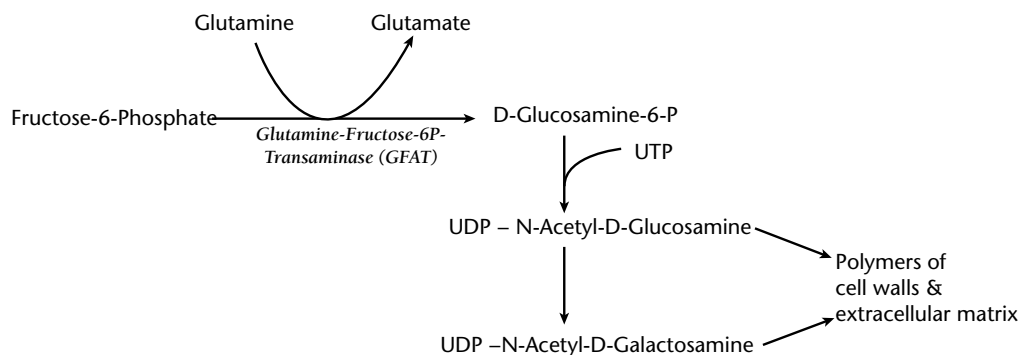 Glutamine
Glutamate
Fructose-6-Phosphate
D-Glucosamine-6-P
Glutamine-Fructose-6P-
Transaminase (GFAT)
UTP
UDP – N-Acetyl-D-Glucosamine
Polymers of
cell walls &
extracellular matrix
UDP –N-Acetyl-D-Galactosamine